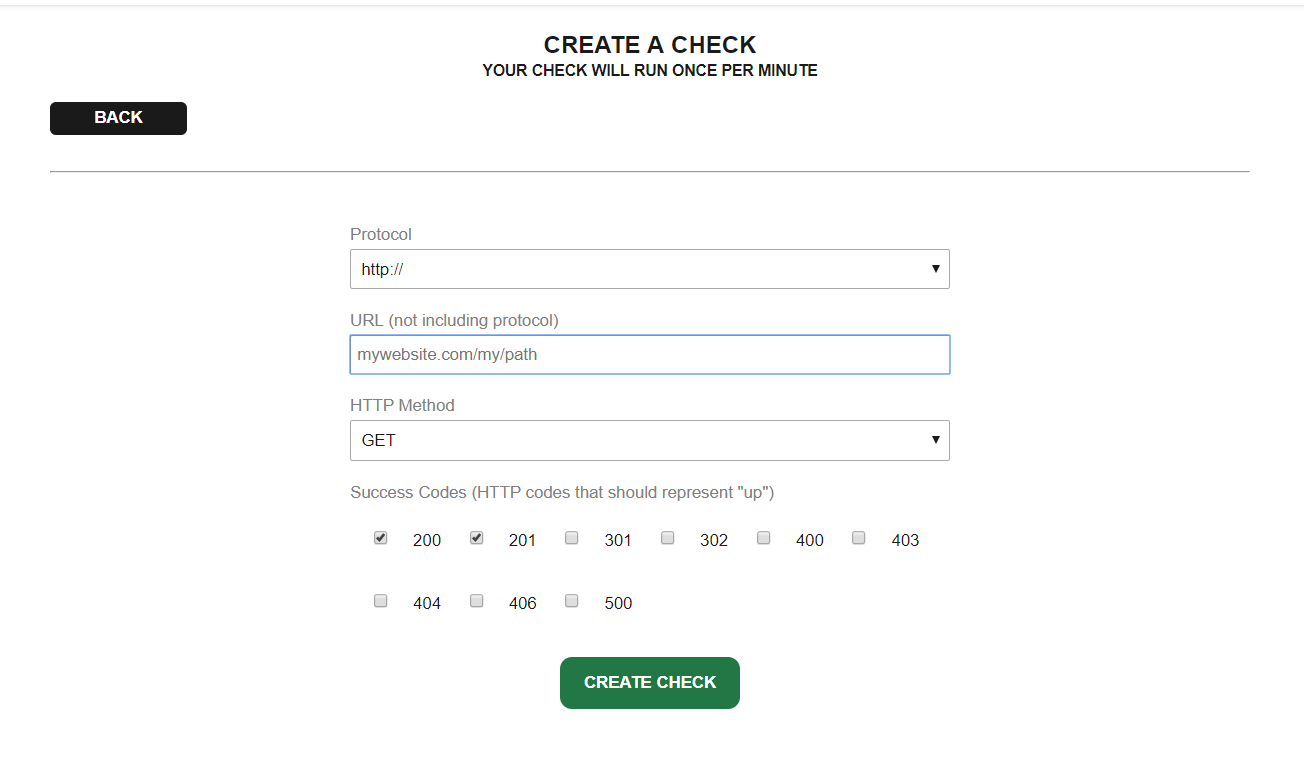 CREATE A CHECK
YOUR CHECK WILL RUN ONCE PER MINUTE
BACK
Protocol
http://
URL (not including protocol)
mywebsite.com/my/path
HTTP Method
GET
Success Codes (HTTP codes that should represent "up")
200 201 301 302 400 403
404 406 500
CREATE CHECK